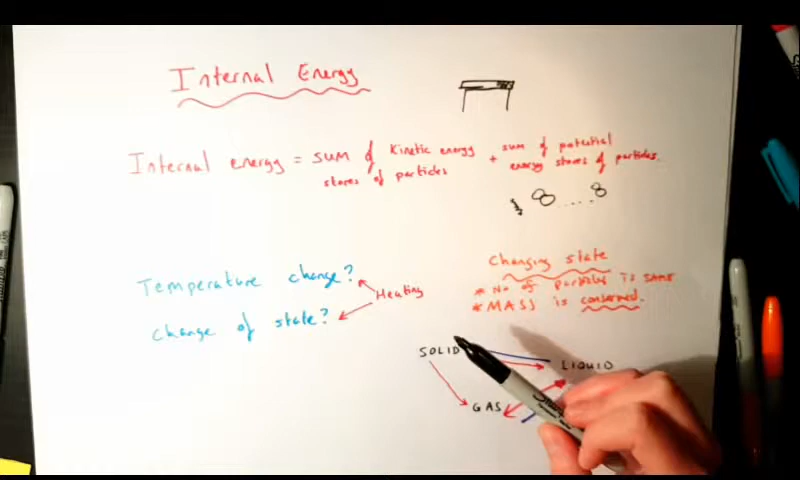 Internal Energy
Internal energy = sum of Kinetic energy stores of particles + sum of potential energy stores of particles.
Changing state
* No of particles is same
* MASS is conserved.
Temperature change?
Heating
change of state?
SOLID
LIQUID
GAS